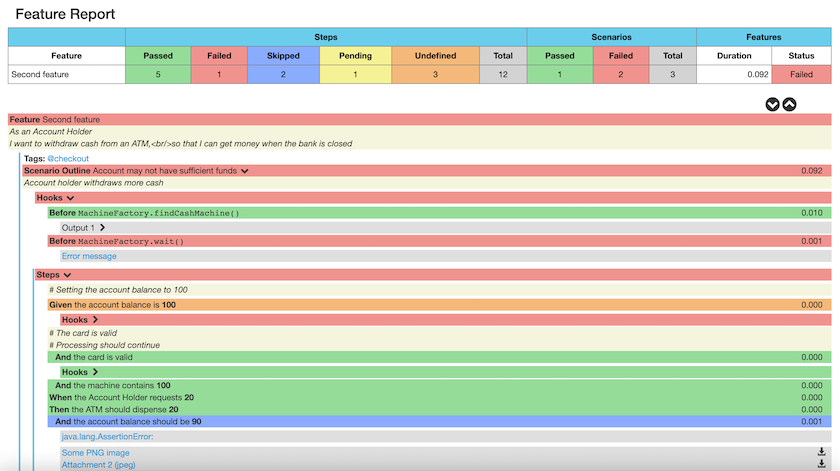 Feature Report
Steps Scenarios Features
Feature Passed Failed Skipped Pending Undefined Total Passed Failed Total Duration Status
Second feature 5 1 2 1 3 12 1 2 3 0.092 Failed
Feature Second feature
As an Account Holder
I want to withdraw cash from an ATM,<br/>so that I can get money when the bank is closed
Tags: @checkout
Scenario Outline Account may not have sufficient funds 0.092
Account holder withdraws more cash
Hooks
Before MachineFactory.findCashMachine() 0.010
Output 1
Before MachineFactory.wait() 0.001
Error message
Steps
# Setting the account balance to 100
Given the account balance is 100 0.000
Hooks
# The card is valid
# Processing should continue
And the card is valid 0.000
Hooks
And the machine contains 100 0.000
When the Account Holder requests 20 0.000
Then the ATM should dispense 20 0.000
And the account balance should be 90 0.001
java.lang.AssertionError:
Some PNG image
Attachment 2 (jpeg)